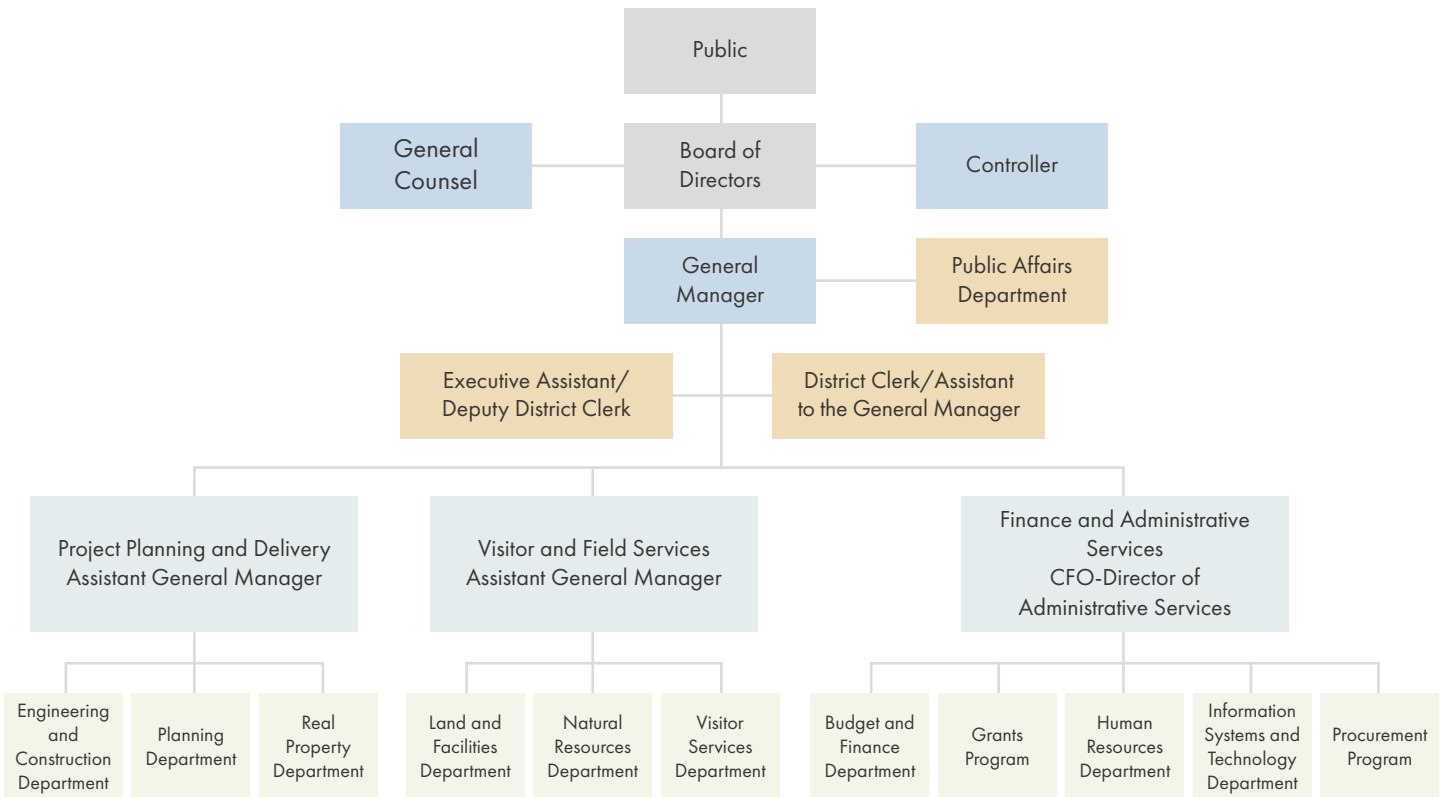 Public
General
Counsel
Board of
Directors
Controller
General
Manager
Public Affairs
Department
Executive Assistant/
Deputy District Clerk
District Clerk/Assistant
to the General Manager
Project Planning and Delivery
Assistant General Manager
Visitor and Field Services
Assistant General Manager
Finance and Administrative
Services
CFO-Director of
Administrative Services
Engineering
and
Construction
Department
Planning
Department
Real
Property
Department
Land and
Facilities
Department
Natural
Resources
Department
Visitor
Services
Department
Budget and
Finance
Department
Grants
Program
Human
Resources
Department
Information
Systems and
Technology
Department
Procurement
Program